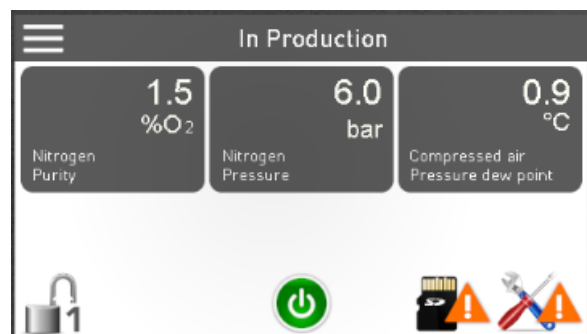 In Production
1.5
%O2
Nitrogen
Purity
6.0
bar
Nitrogen
Pressure
0.9
°C
Compressed air
Pressure dew point
1
SD